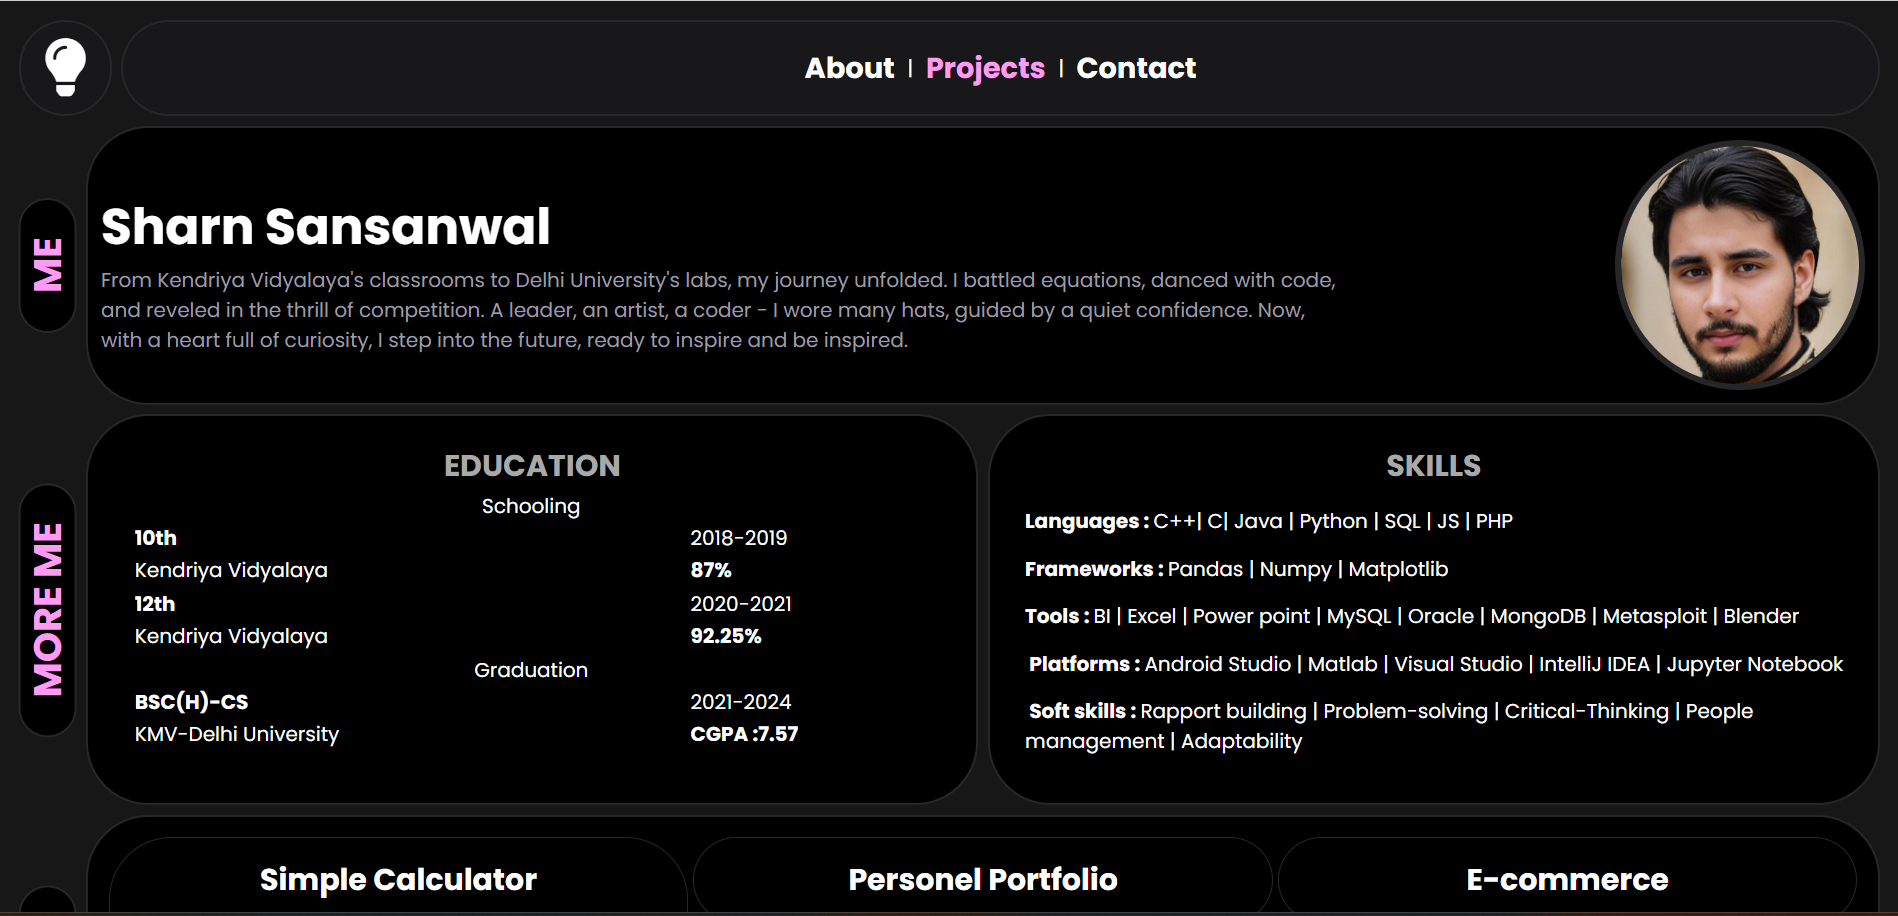 About | Projects | Contact
ME
Sharn Sansanwal
From Kendriya Vidyalaya's classrooms to Delhi University's labs, my journey unfolded. I battled equations, danced with code,
and reveled in the thrill of competition. A leader, an artist, a coder - I wore many hats, guided by a quiet confidence. Now,
with a heart full of curiosity, I step into the future, ready to inspire and be inspired.
MORE ME
EDUCATION
Schooling
10th 2018-2019
Kendriya Vidyalaya 87%
12th 2020-2021
Kendriya Vidyalaya 92.25%
Graduation
BSC(H)-CS 2021-2024
KMV-Delhi University CGPA :7.57
SKILLS
Languages : C++| C| Java | Python | SQL | JS | PHP
Frameworks : Pandas | Numpy | Matplotlib
Tools : BI | Excel | Power point | MySQL | Oracle | MongoDB | Metasploit | Blender
Platforms : Android Studio | Matlab | Visual Studio | IntelliJ IDEA | Jupyter Notebook
Soft skills : Rapport building | Problem-solving | Critical-Thinking | People
management | Adaptability
Simple Calculator
Personel Portfolio
E-commerce